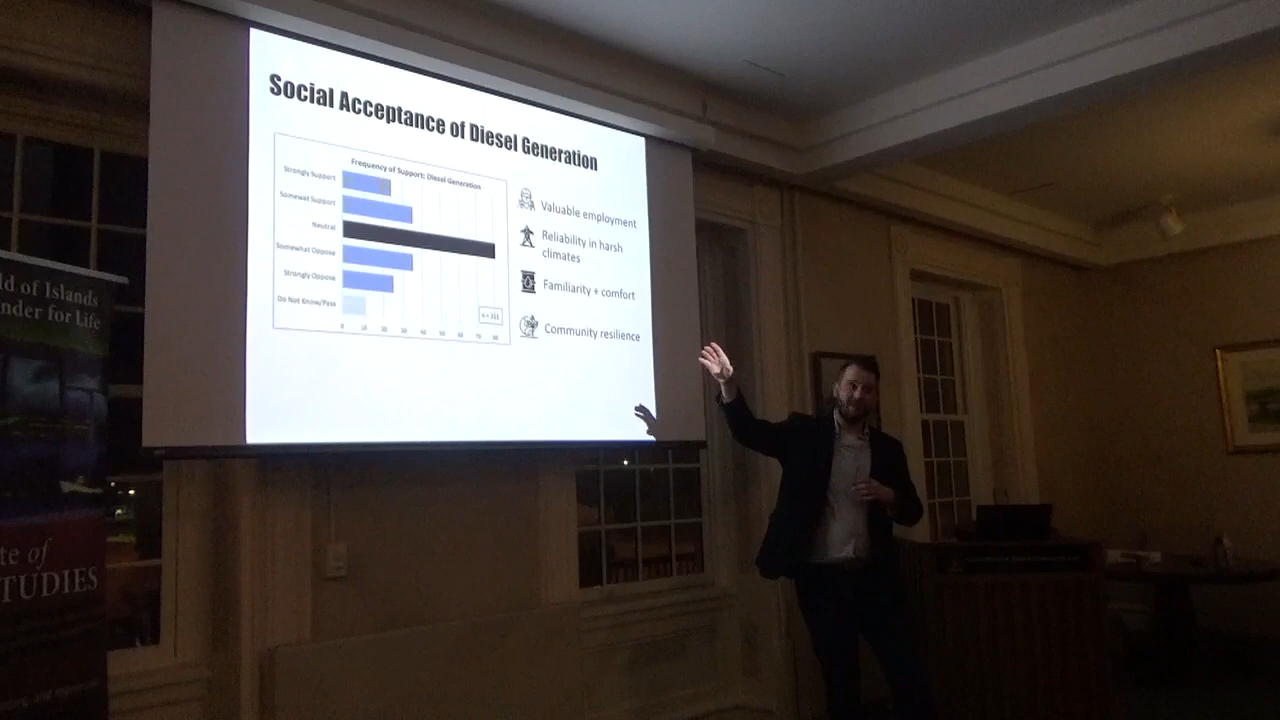 Social Acceptance of Diesel Generation
Frequency of Support: Diesel Generation
Strongly Support
Somewat Support
Neutral
Somewhat Oppose
Strongly Oppose
Do Not Know/Pass
0 10 20 30 40 50 60 70 80
Valuable employment
Reliability in harsh
climates
Familiarity + comfort
Community resilience
ld of Islands
nder for Life
te of
TUDIES